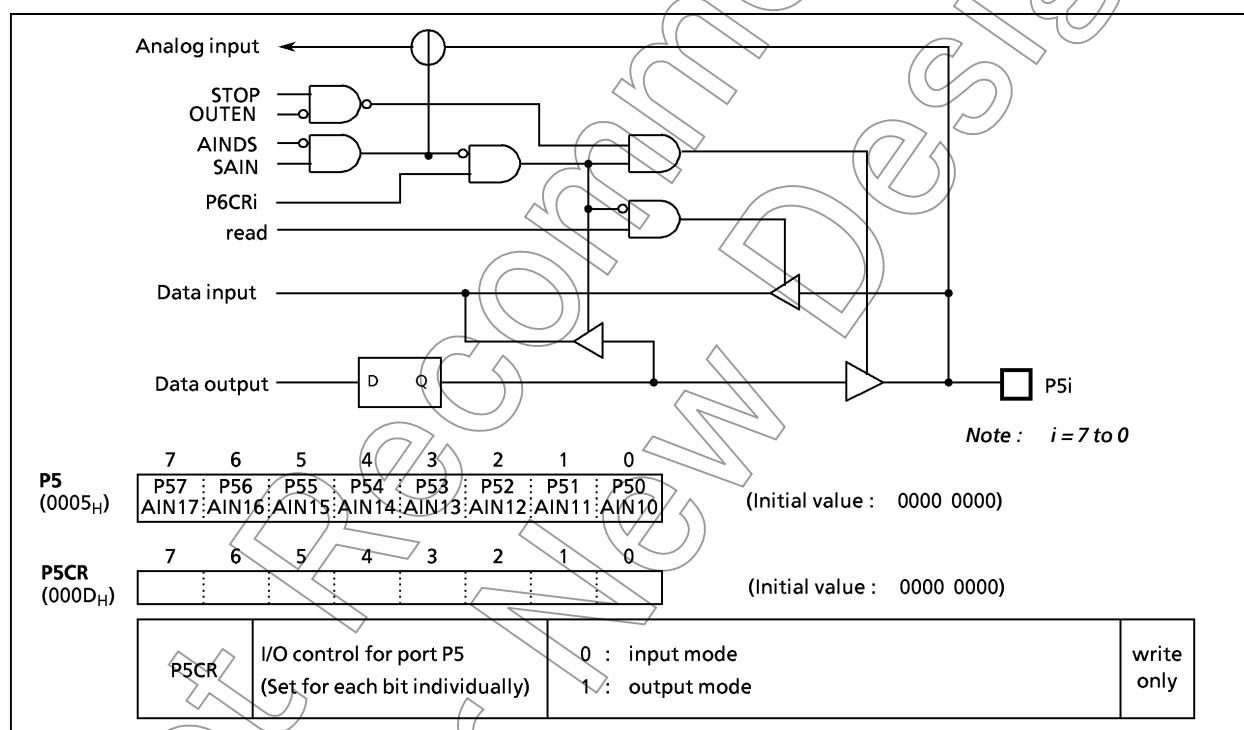 Analog input
STOP
OUTEN
AINDS
SAIN
P6CRi
read
Data input
Data output
D Q
P5i
Note : i = 7 to 0
7 6 5 4 3 2 1 0
P5
(0005H)
P57 P56 P55 P54 P53 P52 P51 P50
AIN17 AIN16 AIN15 AIN14 AIN13 AIN12 AIN11 AIN10
(Initial value : 0000 0000)
7 6 5 4 3 2 1 0
P5CR
(000DH)
(Initial value : 0000 0000)
P5CR
I/O control for port P5
(Set for each bit individually)
0 : input mode
1 : output mode
write
only